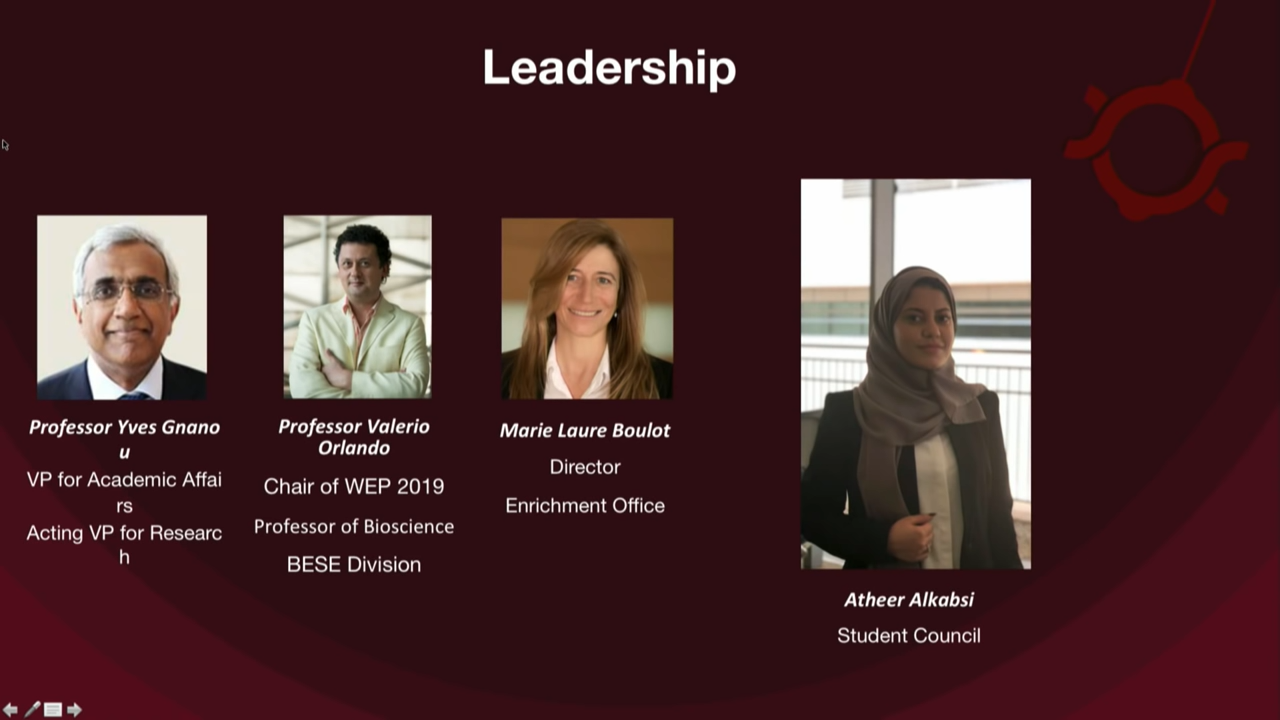 Leadership
Professor Yves Gnano
u
VP for Academic Affai
rs
Acting VP for Researc
h
Professor Valerio
Orlando
Chair of WEP 2019
Professor of Bioscience
BESE Division
Marie Laure Boulot
Director
Enrichment Office
Atheer Alkabsi
Student Council